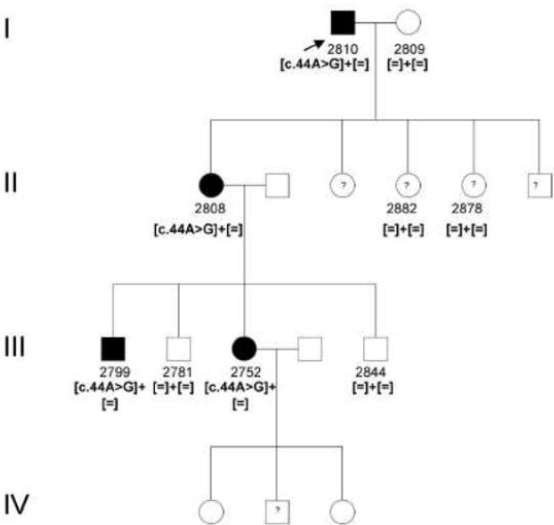 I
2810 2809
[c.44A>G]+[=] [=]+[=]
II
? ? ? ?
2808 2882 2878
[c.44A>G]+[=] [=]+[=] [=]+[=]
III
2799 2781 2752 2844
[c.44A>G]+ [=]+[=] [c.44A>G]+ [=]+[=]
[=] [=]
IV
?